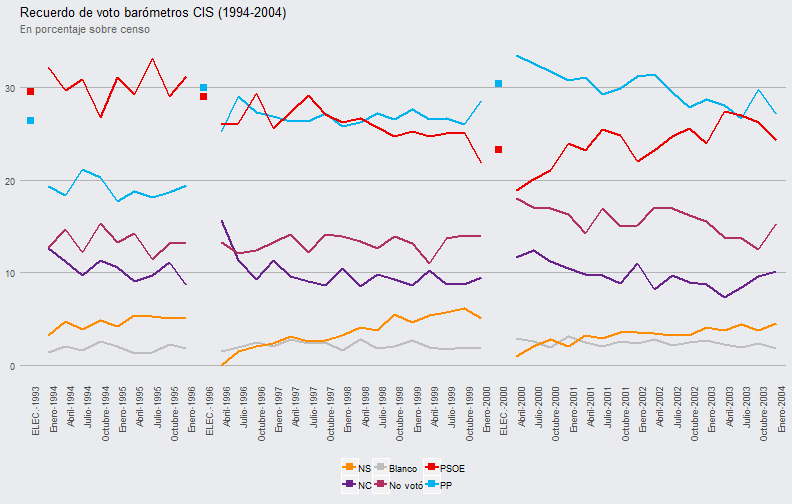 Recuerdo de voto barómetros CIS (1994-2004)
En porcentaje sobre censo
30
20
10
0
ELEC.-1993
Enero-1994
Abril-1994
Julio-1994
Octubre-1994
Enero-1995
Abril-1995
Julio-1995
Octubre-1995
Enero-1996
ELEC.-1996
Abril-1996
Julio-1996
Octubre-1996
Enero-1997
Abril-1997
Julio-1997
Octubre-1997
Enero-1998
Abril-1998
Julio-1998
Octubre-1998
Enero-1999
Abril-1999
Julio-1999
Octubre-1999
Enero-2000
ELEC.-2000
Abril-2000
Julio-2000
Octubre-2000
Enero-2001
Abril-2001
Julio-2001
Octubre-2001
Enero-2002
Abril-2002
Julio-2002
Octubre-2002
Enero-2003
Abril-2003
Julio-2003
Octubre-2003
Enero-2004
NS Blanco PSOE
NC No votó PP